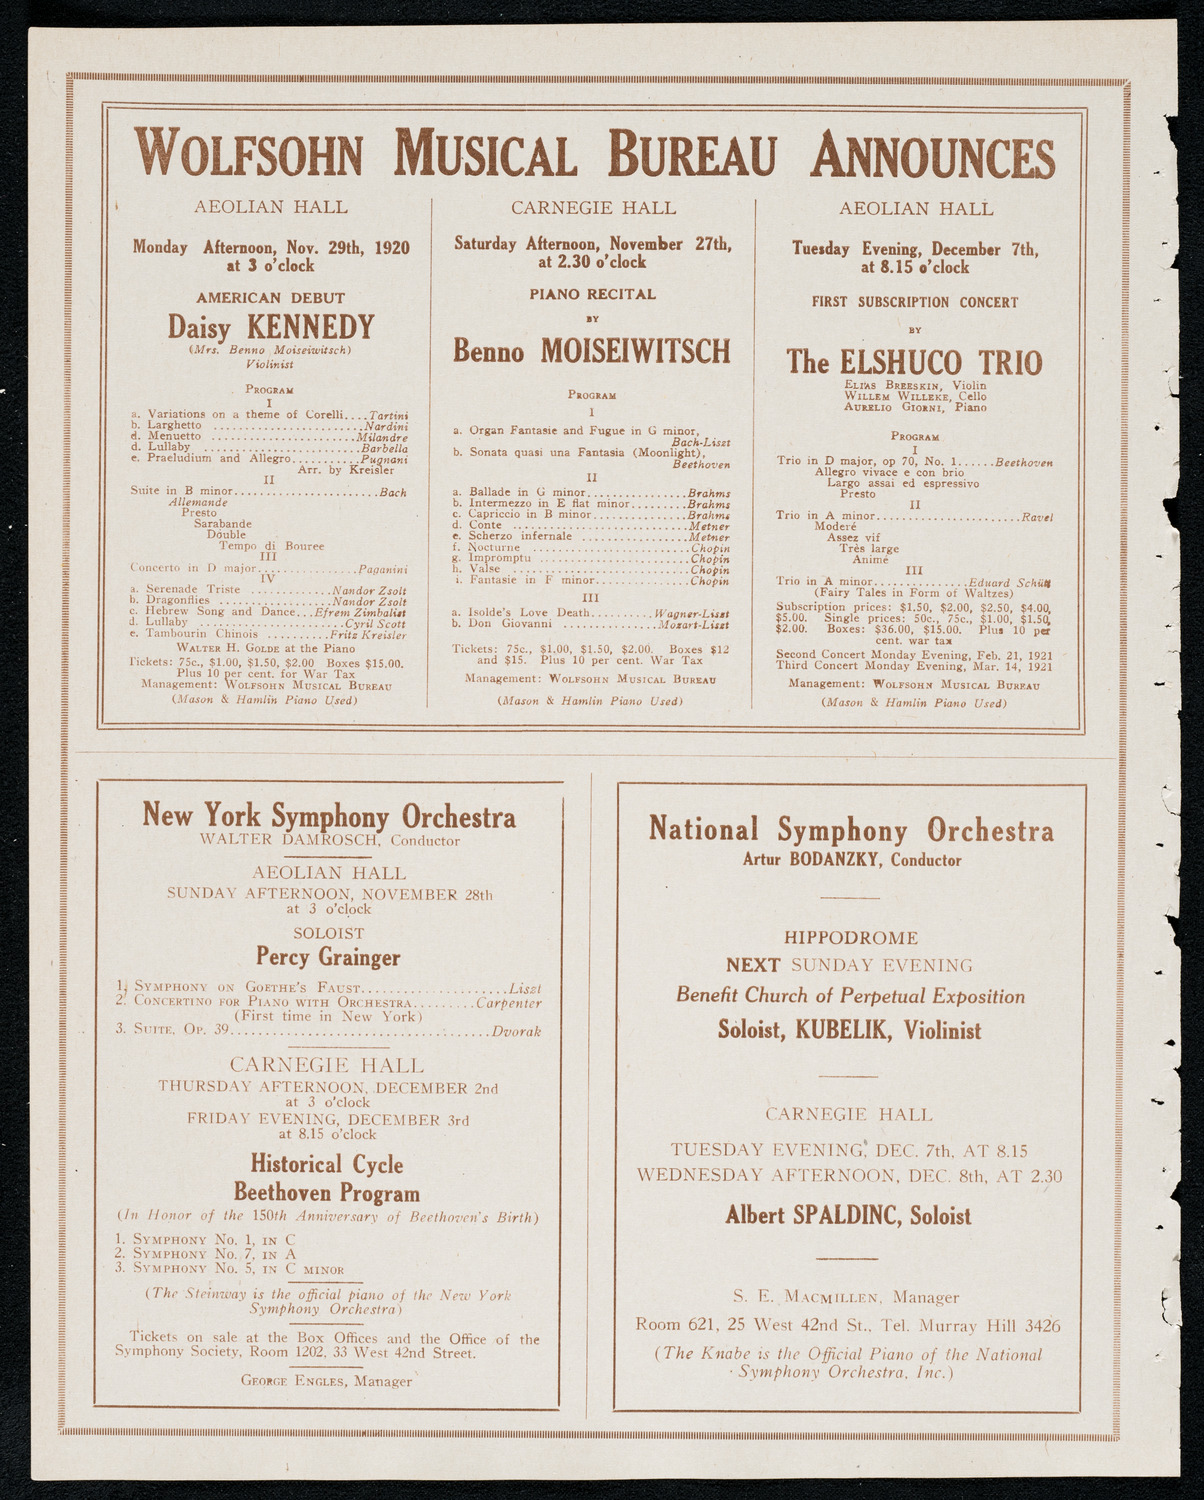 WOLFSOHN MUSICAL BUREAU ANNOUNCES
AEOLIAN HALL
Monday Afternoon, Nov. 29th, 1920
at 3 o'clock
AMERICAN DEBUT
Daisy KENNEDY
(Mrs. Benno Moiseiwitsch)
Violinist
PROGRAM
I
a. Variations on a theme of Corelli....Tartini
b. Larghetto ........................Nardini
d. Menuetto ........................Milandre
d. Lullaby ..........................Barbella
e. Praeludium and Allegro..........Pugnani
Arr. by Kreisler
II
Suite in B minor........................Bach
Allemande
Presto
Sarabande
Double
Tempo di Bouree
III
Concerto in D major.................Paganini
IV
a. Serenade Triste .............Nandor Zsolt
b. Dragonflies ..................Nandor Zsolt
c. Hebrew Song and Dance...Efrem Zimbalist
d. Lullaby ........................Cyril Scott
e. Tambourin Chinois ..........Fritz Kreisler
WALTER H. GOLDE at the Piano
Tickets: 75c., $1.00, $1.50, $2.00 Boxes $15.00.
Plus 10 per cent. for War Tax
Management: WOLFSOHN MUSICAL BUREAU
(Mason & Hamlin Piano Used)
CARNEGIE HALL
Saturday Afternoon, November 27th,
at 2.30 o'clock
PIANO RECITAL
BY
Benno MOISEIWITSCH
PROGRAM
I
a. Organ Fantasie and Fugue in G minor,
Bach-Liszt
b. Sonata quasi una Fantasia (Moonlight),
Beethoven
II
a. Ballade in G minor................Brahms
b. Intermezzo in E flat minor.........Brahms
c. Capriccio in B minor...............Brahms
d. Conte ............................Metner
e. Scherzo infernale ..................Metner
f. Nocturne .........................Chopin
g. Impromptu ........................Chopin
h. Valse .............................Chopin
i. Fantasie in F minor...............Chopin
III
a. Isolde's Love Death.........Wagner-Liszt
b. Don Giovanni ...............Mozart-Liszt
Tickets: 75c., $1.00, $1.50, $2.00. Boxes $12
and $15. Plus 10 per cent. War Tax
Management: WOLFSOHN MUSICAL BUREAU
(Mason & Hamlin Piano Used)
AEOLIAN HALL
Tuesday Evening, December 7th,
at 8.15 o'clock
FIRST SUBSCRIPTION CONCERT
BY
The ELSHUCO TRIO
ELIAS BREESKIN, Violin
WILLEM WILLEKE, Cello
AURELIO GIORNI, Piano
PROGRAM
I
Trio in D major, op 70, No. 1......Beethoven
Allegro vivace e con brio
Largo assai ed espressivo
Presto
II
Trio in A minor........................Ravel
Moderé
Assez vif
Très large
Animé
III
Trio in A minor................Eduard Schütt
(Fairy Tales in Form of Waltzes)
Subscription prices: $1.50, $2.00, $2.50, $4.00,
$5.00. Single prices: 50c., 75c., $1.00, $1.50,
$2.00. Boxes: $36.00, $15.00. Plus 10 per
cent. war tax
Second Concert Monday Evening, Feb. 21, 1921
Third Concert Monday Evening, Mar. 14, 1921
Management: WOLFSOHN MUSICAL BUREAU
(Mason & Hamlin Piano Used)
New York Symphony Orchestra
WALTER DAMROSCH, Conductor
AEOLIAN HALL
SUNDAY AFTERNOON, NOVEMBER 28th
at 3 o'clock
SOLOIST
Percy Grainger
1. SYMPHONY ON GOETHE'S FAUST......................Liszt
2. CONCERTINO FOR PIANO WITH ORCHESTRA.........Carpenter
(First time in New York)
3. SUITE, OP. 39..................................Dvorak
CARNEGIE HALL
THURSDAY AFTERNOON, DECEMBER 2nd
at 3 o'clock
FRIDAY EVENING, DECEMBER 3rd
at 8.15 o'clock
Historical Cycle
Beethoven Program
(In Honor of the 150th Anniversary of Beethoven's Birth)
1. SYMPHONY NO. 1, IN C
2. SYMPHONY NO. 7, IN A
3. SYMPHONY NO. 5, IN C MINOR
(The Steinway is the official piano of the New York
Symphony Orchestra)
Tickets on sale at the Box Offices and the Office of the
Symphony Society, Room 1202, 33 West 42nd Street.
GEORGE ENGLES, Manager
National Symphony Orchestra
Artur BODANZKY, Conductor
HIPPODROME
NEXT SUNDAY EVENING
Benefit Church of Perpetual Exposition
Soloist, KUBELIK, Violinist
CARNEGIE HALL
TUESDAY EVENING, DEC. 7th, AT 8.15
WEDNESDAY AFTERNOON, DEC. 8th, AT 2.30
Albert SPALDINC, Soloist
S. E. MACMILLEN, Manager
Room 621, 25 West 42nd St., Tel. Murray Hill 3426
(The Knabe is the Official Piano of the National
Symphony Orchestra, Inc.)